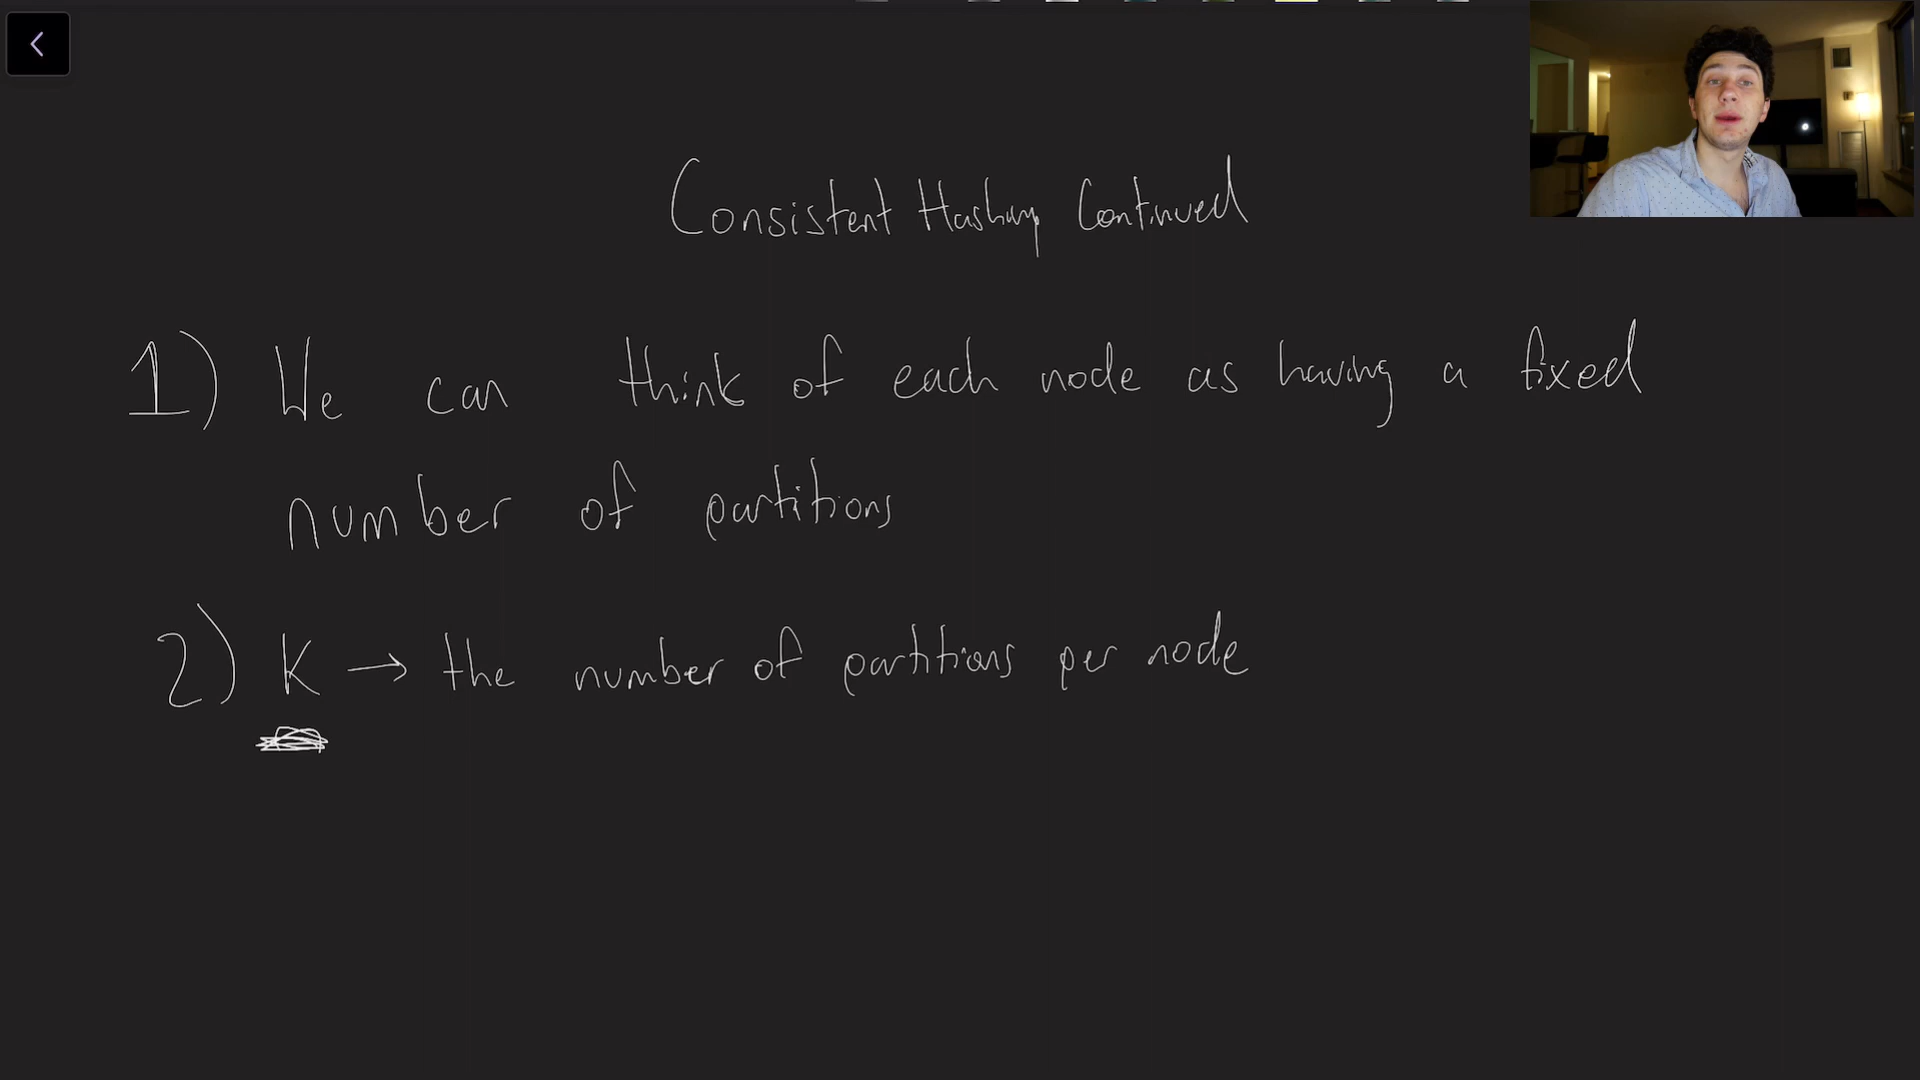 Consistent Hashing Continued
1) We can think of each node as having a fixed
number of partitions
2) K → the number of partitions per node